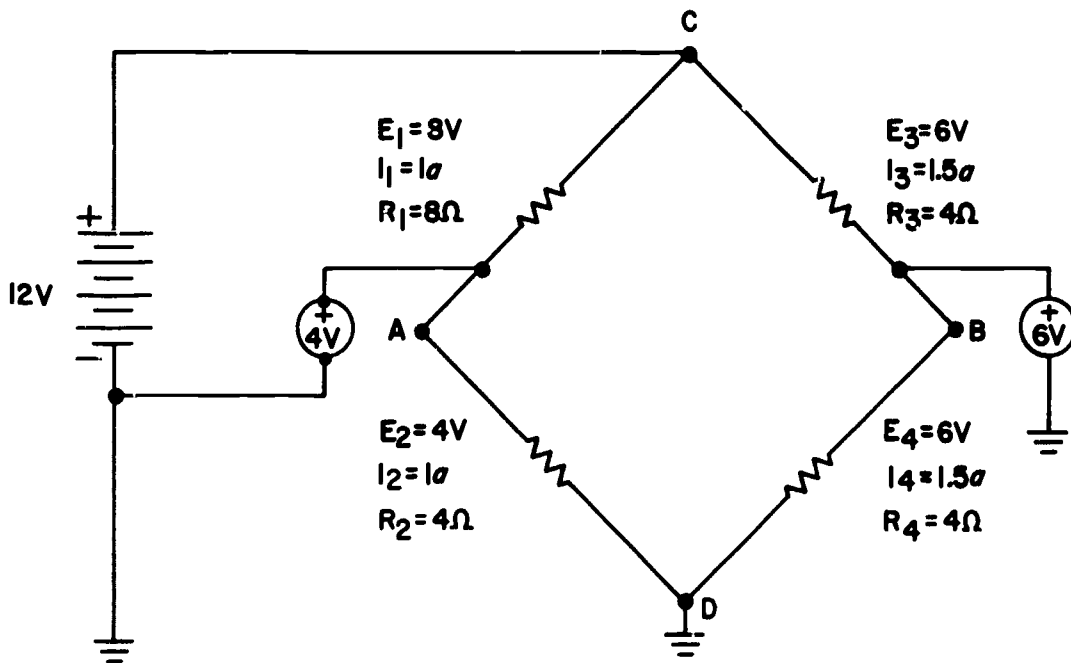 C
E1=8V
I1=1a
R1=8Ω
E3=6V
I3=1.5a
R3=4Ω
+
12V
−
+
4V
A
B
+
6V
E2=4V
I2=1a
R2=4Ω
E4=6V
I4=1.5a
R4=4Ω
D